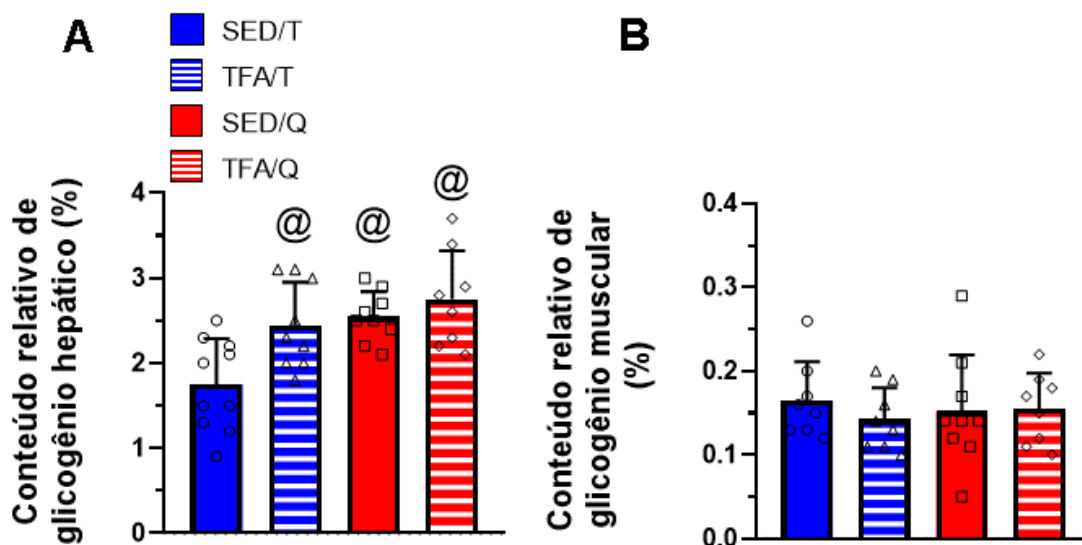 A
SED/T
TFA/T
SED/Q
TFA/Q
Conteúdo relativo de
glicogênio hepático (%)
4
3
2
1
0
@
@
@
B
Conteúdo relativo de
glicogênio muscular
(%)
0.4
0.3
0.2
0.1
0.0